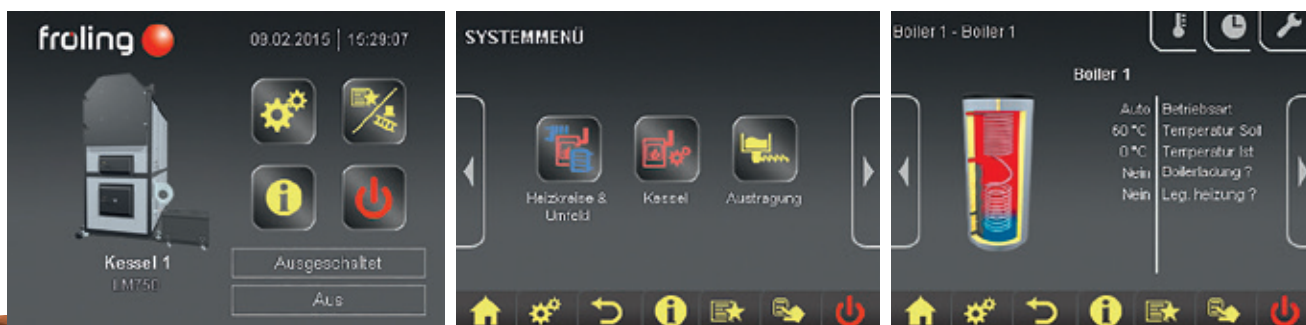 froling
09.02.2015 | 15:29:07
Kessel 1
LM750
Ausgeschaltet
Aus
SYSTEMMENÜ
Heizkreise &
Umfeld
Kessel
Austragung
Boiler 1 - Boiler 1
Boiler 1
Auto Betriebsart
60 °C Temperatur Soll
0 °C Temperatur Ist
Nein Boilerladung ?
Nein Leg. heizung ?